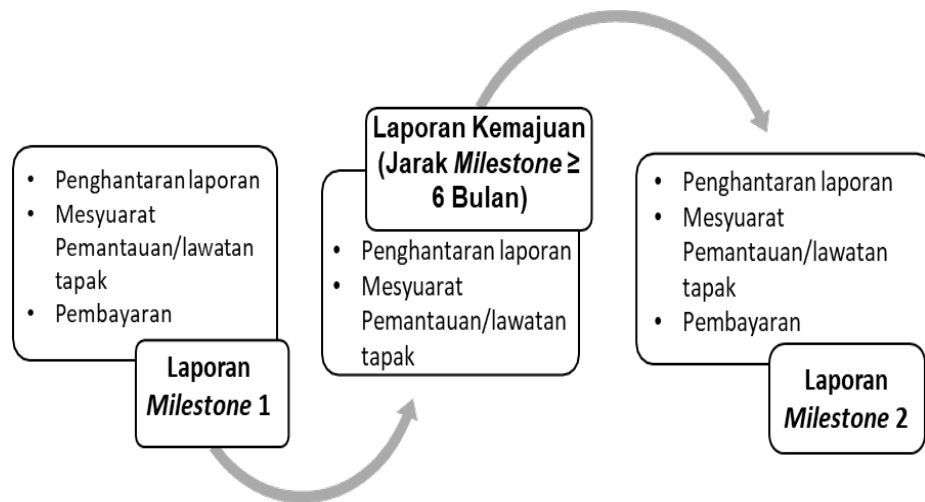 • Penghantaran laporan
• Mesyuarat
Pemantauan/lawatan
tapak
• Pembayaran
Laporan
Milestone 1
Laporan Kemajuan
(Jarak Milestone ≥
6 Bulan)
• Penghantaran laporan
• Mesyuarat
Pemantauan/lawatan
tapak
• Penghantaran laporan
• Mesyuarat
Pemantauan/lawatan
tapak
• Pembayaran
Laporan
Milestone 2